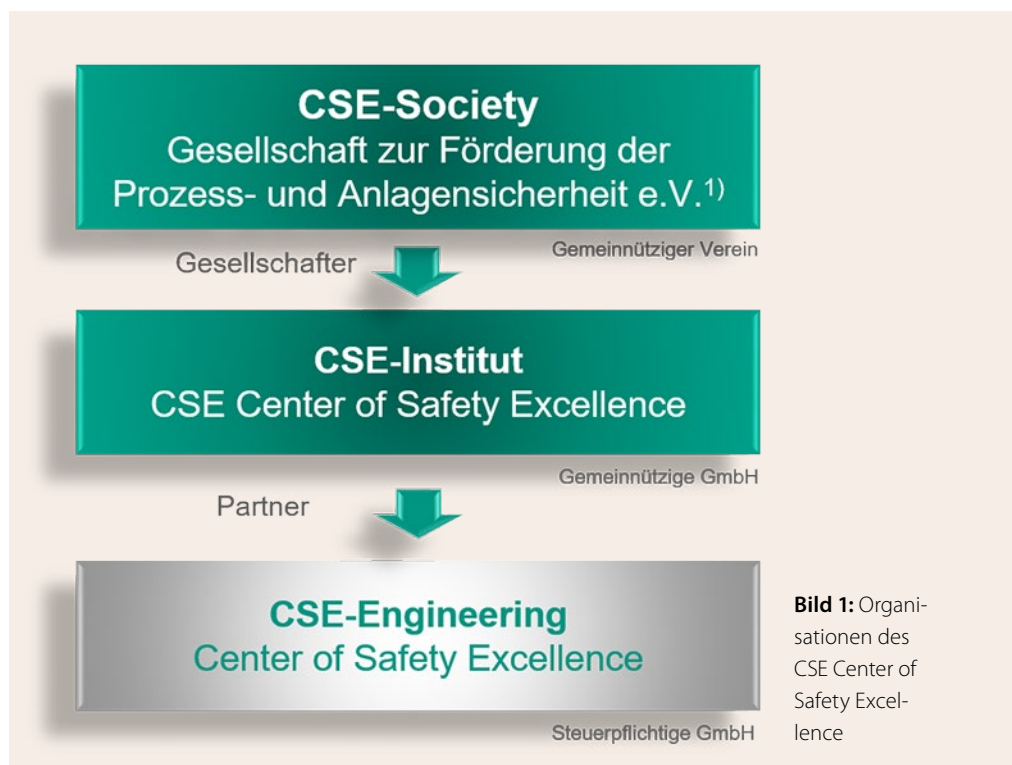 CSE-Society
Gesellschaft zur Förderung der
Prozess- und Anlagensicherheit e.V.1)
Gemeinnütziger Verein
Gesellschafter
CSE-Institut
CSE Center of Safety Excellence
Gemeinnützige GmbH
Partner
CSE-Engineering
Center of Safety Excellence
Steuerpflichtige GmbH
Bild 1: Organi-
sationen des
CSE Center of
Safety Excel-
lence